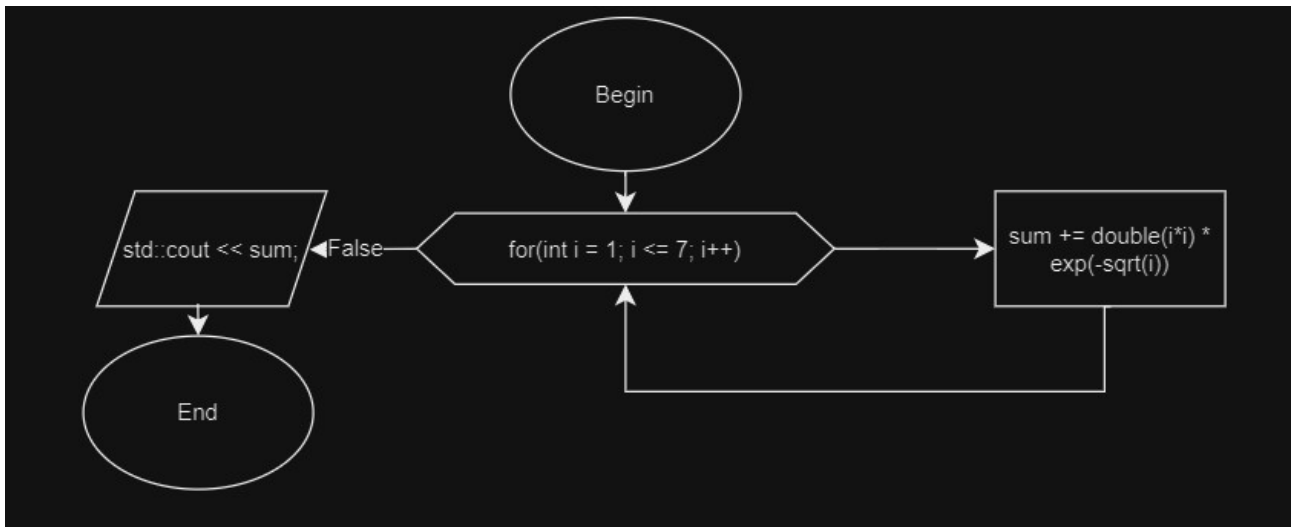 Begin
std::cout << sum;
False
for(int i = 1; i <= 7; i++)
sum += double(i*i) *
exp(-sqrt(i))
End